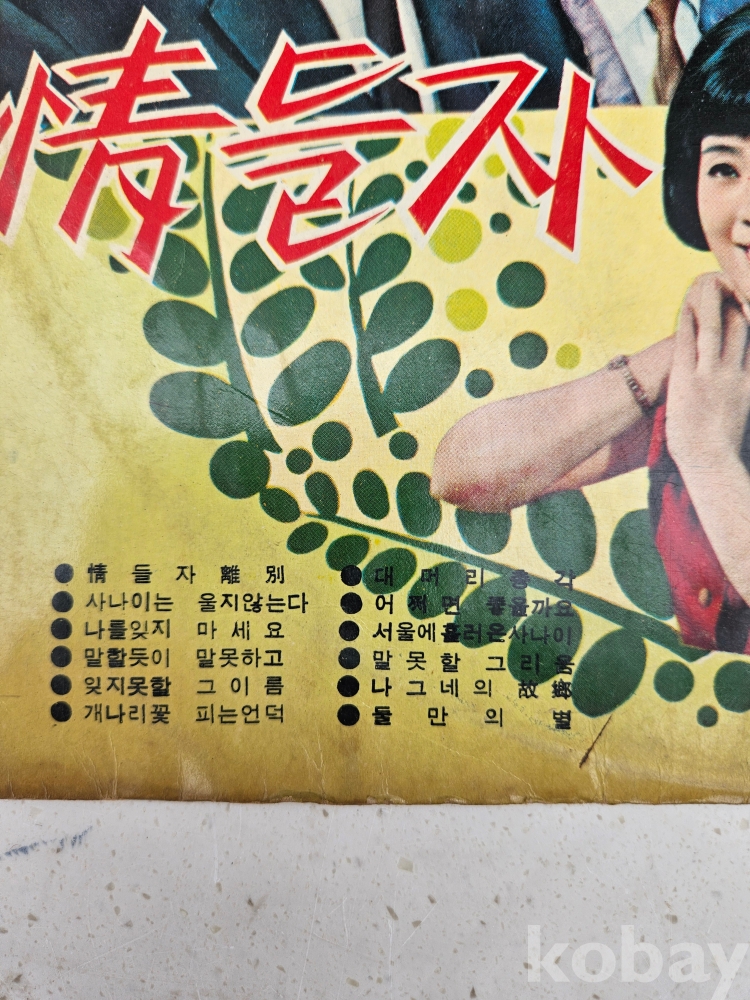 情들자
● 情들자離別
● 사나이는 울지않는다
● 나를잊지 마세요
● 말할듯이 말못하고
● 잊지못할 그이름
● 개나리꽃 피는언덕
● 대머리총각
● 어쩌면 좋을까요
● 서울에흘러온사나이
● 말못할 그리움
● 나그네의 故鄕
● 둘만의 별
kobay